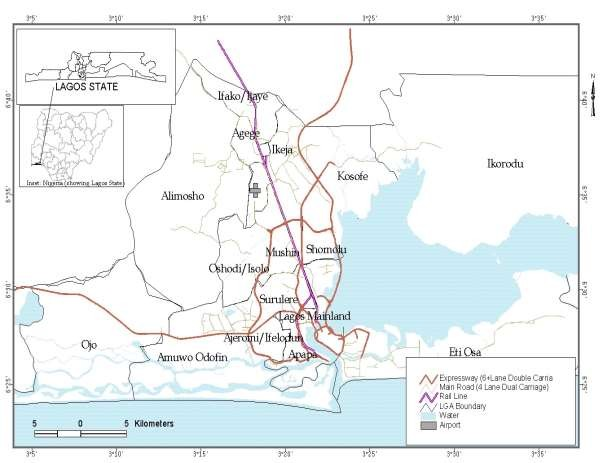 3°5' 3°10' 3°15' 3°20' 3°25' 3°30' 3°35'
LAGOS STATE
Inset: Nigeria (showing Lagos State)
N
6°40' 6°40'
Ifako/Ijaye
Agege
Ikeja
Kosofe
Ikorodu
Alimosho
6°35' 6°35'
Mushin
Shomolu
Oshodi/Isolo
6°30' 6°30'
Surulere
Lagos Mainland
Ojo
Ajeromi/Ifelodun
Amuwo Odofin
Apapa
Eti Osa
6°25' 6°25'
Expressway (6+Lane Double Carria
Main Road (4 Lane Dual Carriage)
Rail Line
LGA Boundary
Water
Airport
5 0 5 Kilometers
3°5' 3°10' 3°15' 3°20' 3°25' 3°30' 3°35'